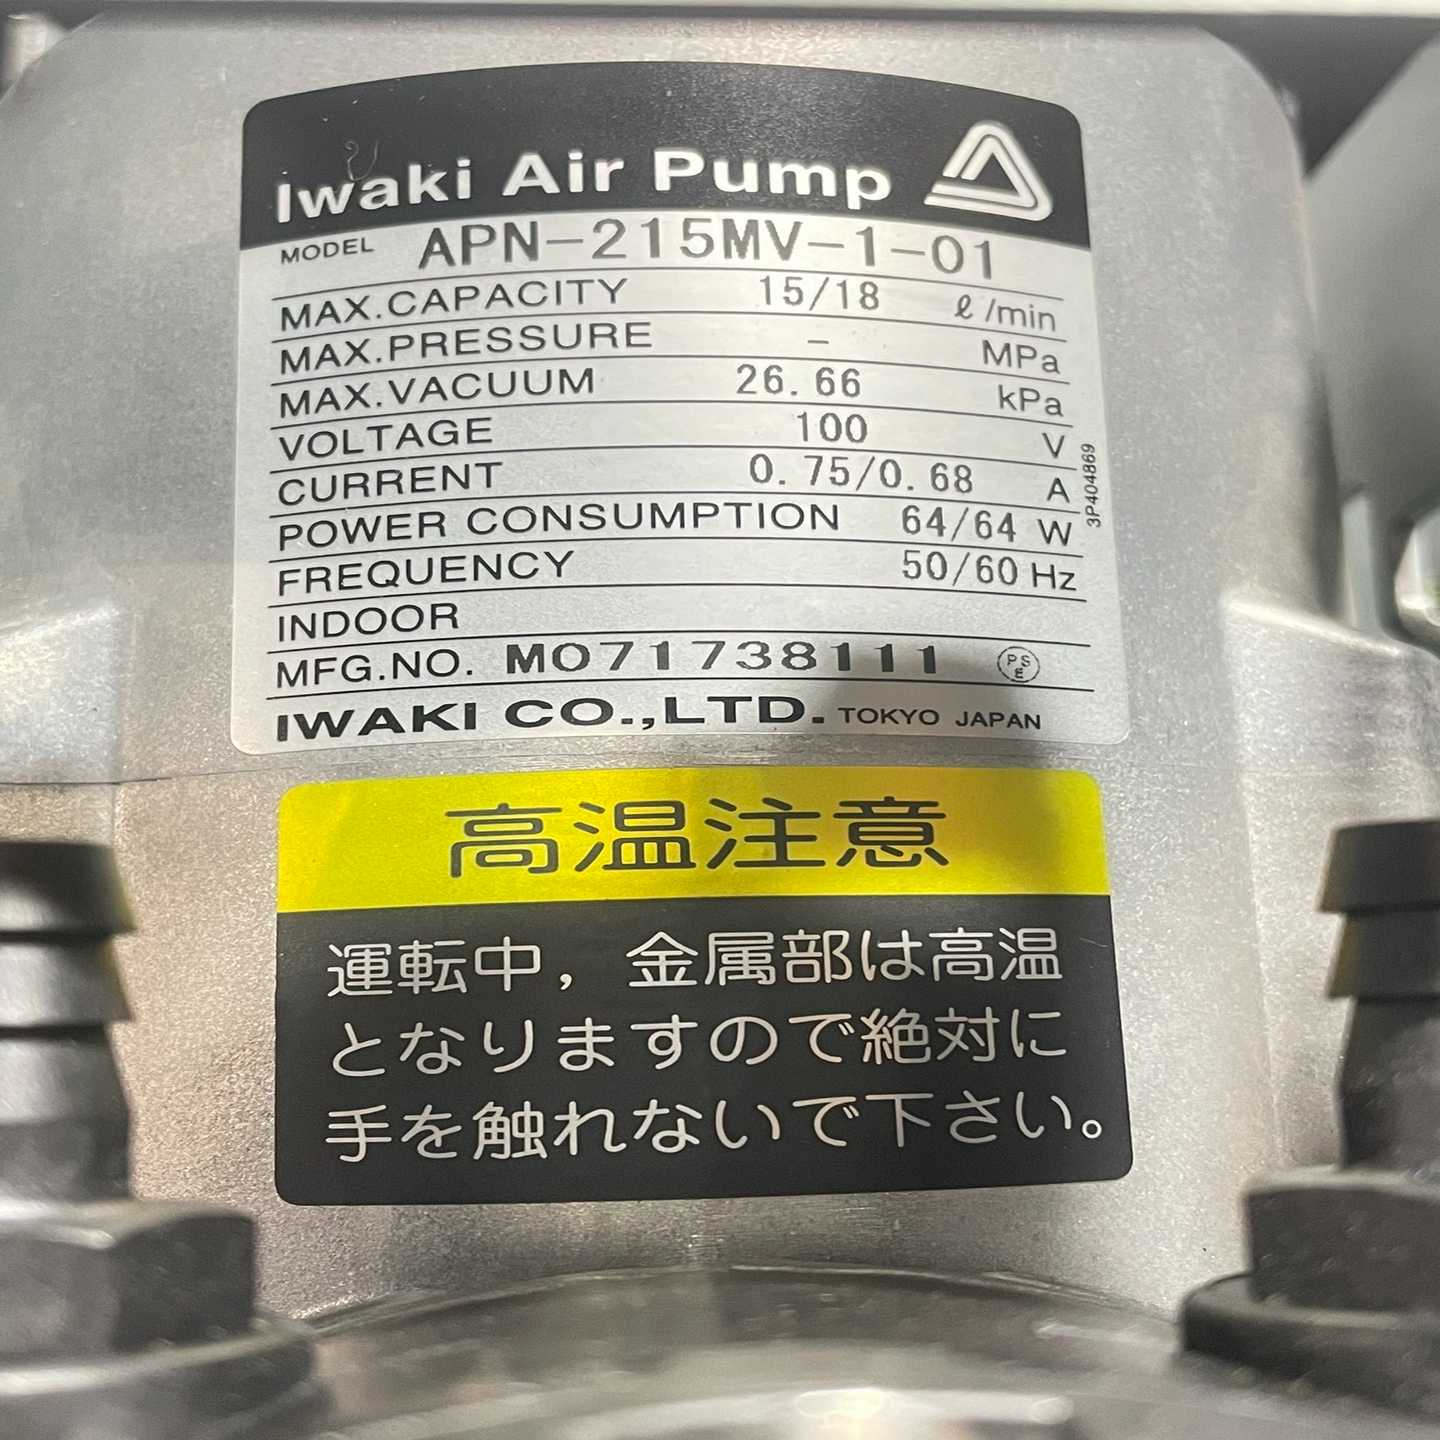 Iwaki Air Pump
MODEL APN-215MV-1-01
MAX.CAPACITY 15/18 ℓ/min
MAX.PRESSURE – MPa
MAX.VACUUM 26.66 kPa
VOLTAGE 100 V
CURRENT 0.75/0.68 A
POWER CONSUMPTION 64/64 W
FREQUENCY 50/60 Hz
INDOOR
MFG.NO. M071738111 PSE
IWAKI CO.,LTD. TOKYO JAPAN
3P404869
高温注意
運転中，金属部は高温
となりますので絶対に
手を触れないで下さい。